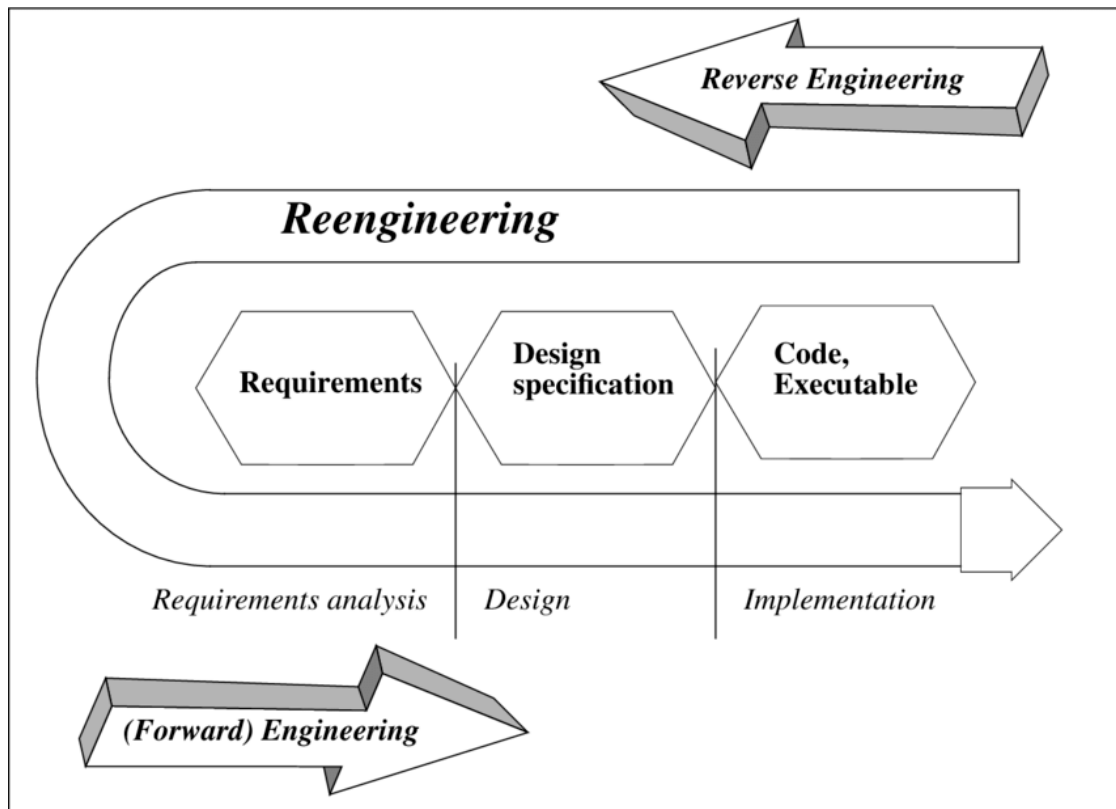 Reverse Engineering
Reengineering
Requirements
Design
specification
Code,
Executable
Requirements analysis
Design
Implementation
(Forward) Engineering